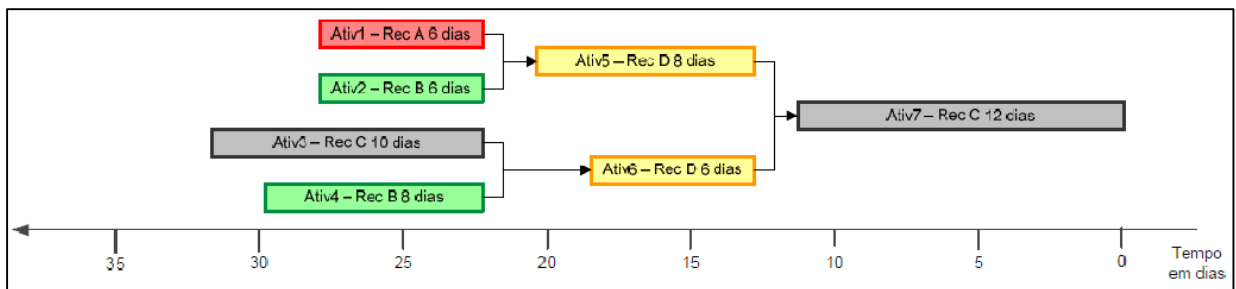 Ativ1 – Rec A 6 dias
Ativ5 – Rec D 8 dias
Ativ2 – Rec B 6 dias
Ativ7 – Rec C 12 dias
Ativ3 – Rec C 10 dias
Ativ6 – Rec D 6 dias
Ativ4 – Rec B 8 dias
35 30 25 20 15 10 5 0 Tempo
em dias